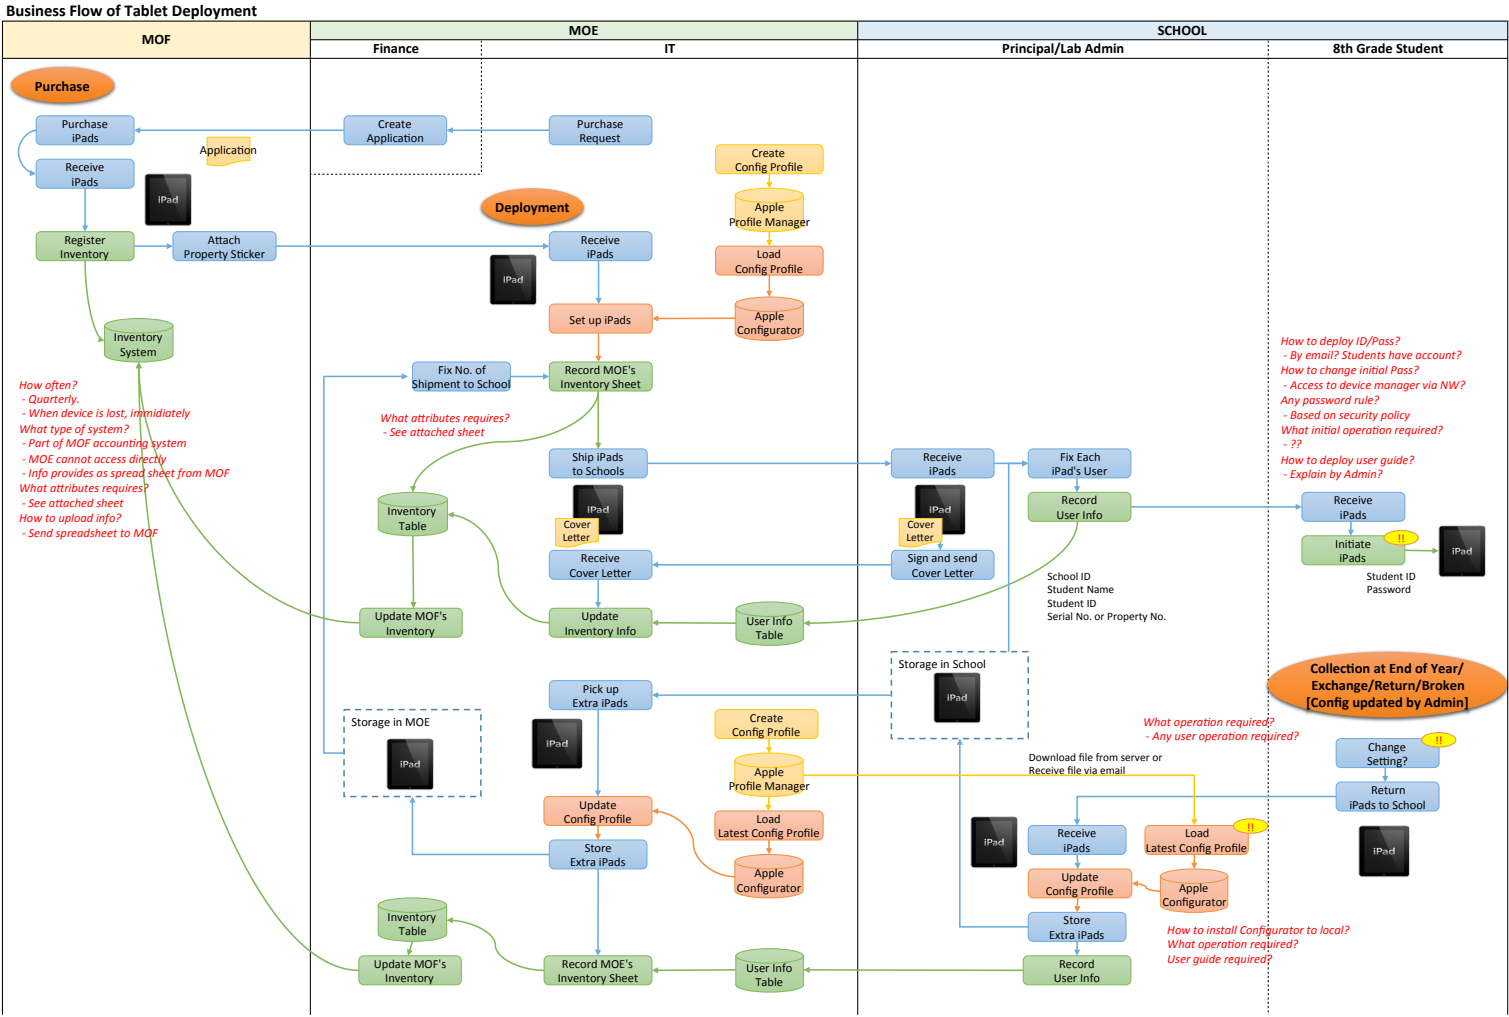 Business Flow of Tablet Deployment
MOF
MOE
SCHOOL
Finance
IT
Principal/Lab Admin
8th Grade Student
Purchase
Purchase
iPads
Create
Application
Purchase
Request
Application
Receive
iPads
iPad
Create
Config Profile
Apple
Profile Manager
Deployment
Register
Inventory
Attach
Property Sticker
Receive
iPads
iPad
Load
Config Profile
Set up iPads
Apple
Configurator
Inventory
System
Fix No. of
Shipment to School
Record MOE's
Inventory Sheet
How often?
- Quarterly.
- When device is lost, immidiately
What type of system?
- Part of MOF accounting system
- MOE cannot access directly
- Info provides as spread sheet from MOF
What attributes requires?
- See attached sheet
How to upload info?
- Send spreadsheet to MOF
What attributes requires?
- See attached sheet
How to deploy ID/Pass?
- By email? Students have account?
How to change initial Pass?
- Access to device manager via NW?
Any password rule?
- Based on security policy
What initial operation required?
- ??
How to deploy user guide?
- Explain by Admin?
Ship iPads
to Schools
Receive
iPads
Fix Each
iPad's User
Inventory
Table
iPad
Cover
Letter
iPad
Cover
Letter
Record
User Info
Receive
iPads
Receive
Cover Letter
Sign and send
Cover Letter
Initiate
iPads
!!
iPad
Student ID
Password
School ID
Student Name
Student ID
Serial No. or Property No.
Update MOF's
Inventory
Update
Inventory Info
User Info
Table
Storage in School
iPad
Collection at End of Year/
Exchange/Return/Broken
[Config updated by Admin]
Pick up
Extra iPads
Storage in MOE
iPad
iPad
Create
Config Profile
What operation required?
- Any user operation required?
Change
Setting?
!!
Apple
Profile Manager
Download file from server or
Receive file via email
Return
iPads to School
Update
Config Profile
Load
Latest Config Profile
iPad
Receive
iPads
Load
Latest Config Profile
!!
iPad
Store
Extra iPads
Apple
Configurator
Update
Config Profile
Apple
Configurator
Inventory
Table
Store
Extra iPads
How to install Configurator to local?
What operation required?
User guide required?
Update MOF's
Inventory
Record MOE's
Inventory Sheet
User Info
Table
Record
User Info